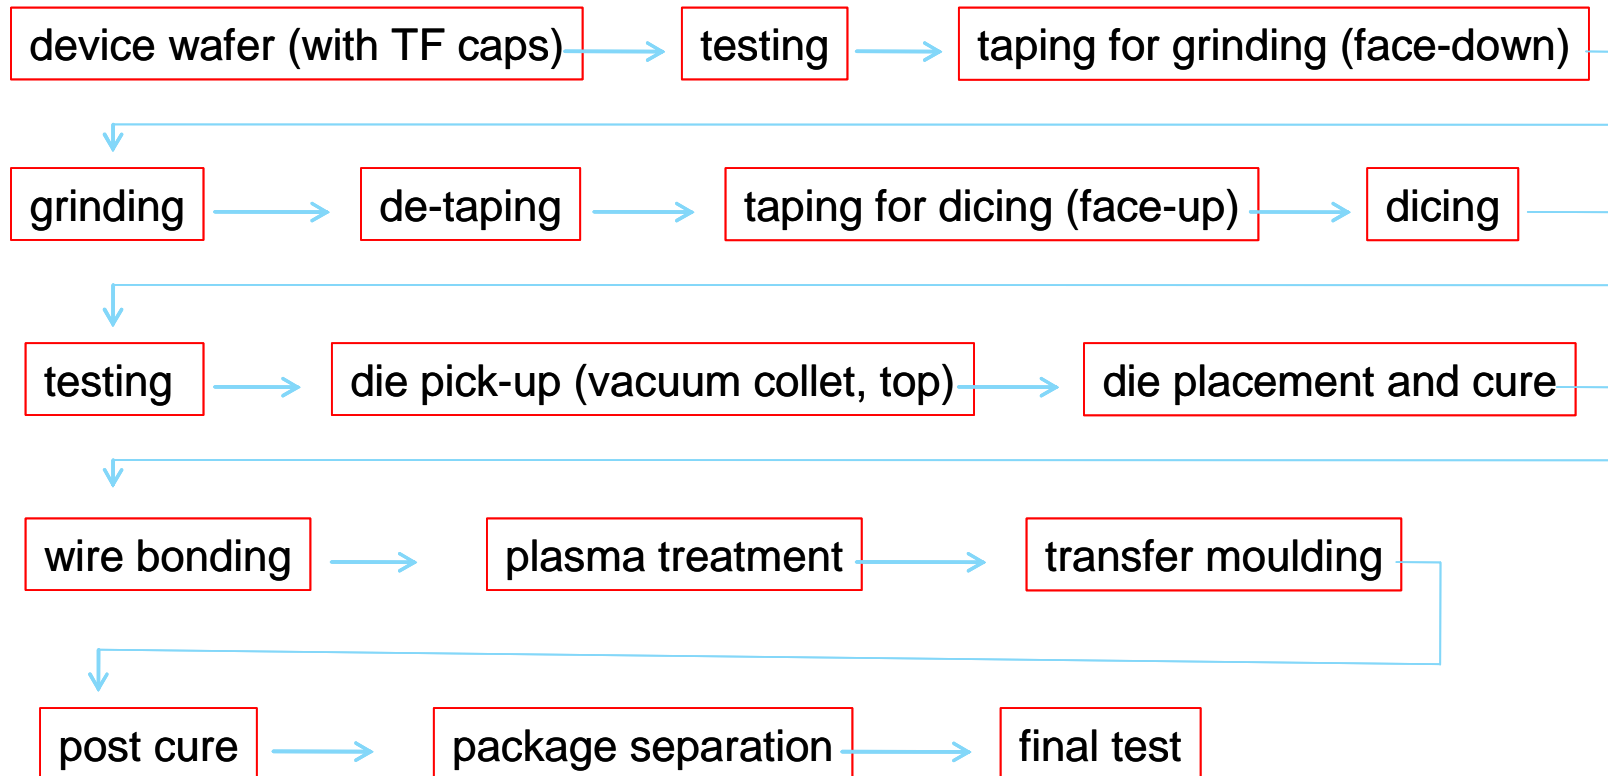 device wafer (with TF caps)
testing
taping for grinding (face-down)
grinding
de-taping
taping for dicing (face-up)
dicing
testing
die pick-up (vacuum collet, top)
die placement and cure
wire bonding
plasma treatment
transfer moulding
post cure
package separation
final test